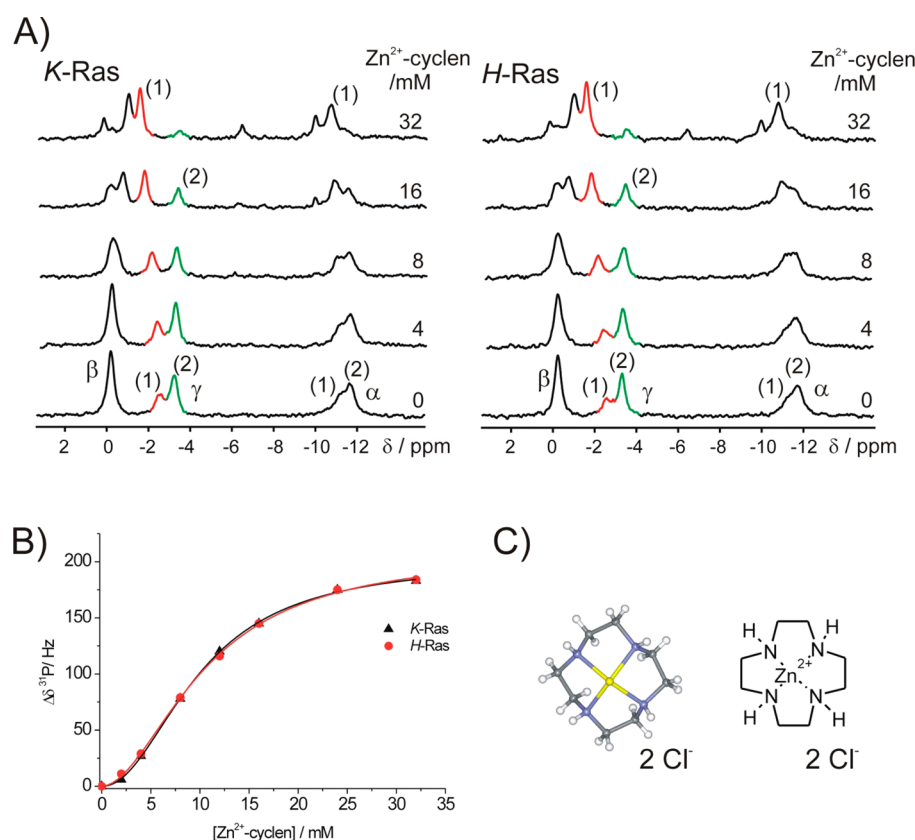 A)
K-Ras
Zn²⁺-cyclen
/mM
(1)
(1)
32
(2)
16
8
4
β
(1)
(2)
γ
(1)
(2)
α
0
2 0 -2 -4 -6 -8 -10 -12 δ / ppm
H-Ras
Zn²⁺-cyclen
/mM
(1)
(1)
32
(2)
16
8
4
β
(1)
(2)
γ
(1)
(2)
α
0
2 0 -2 -4 -6 -8 -10 -12 δ / ppm
B)
Δδ ³¹P/ Hz
200
150
100
50
0
K-Ras
H-Ras
0 5 10 15 20 25 30 35
[Zn²⁺-cyclen] / mM
C)
2 Cl⁻
H H
N N
Zn²⁺
N N
H H
2 Cl⁻